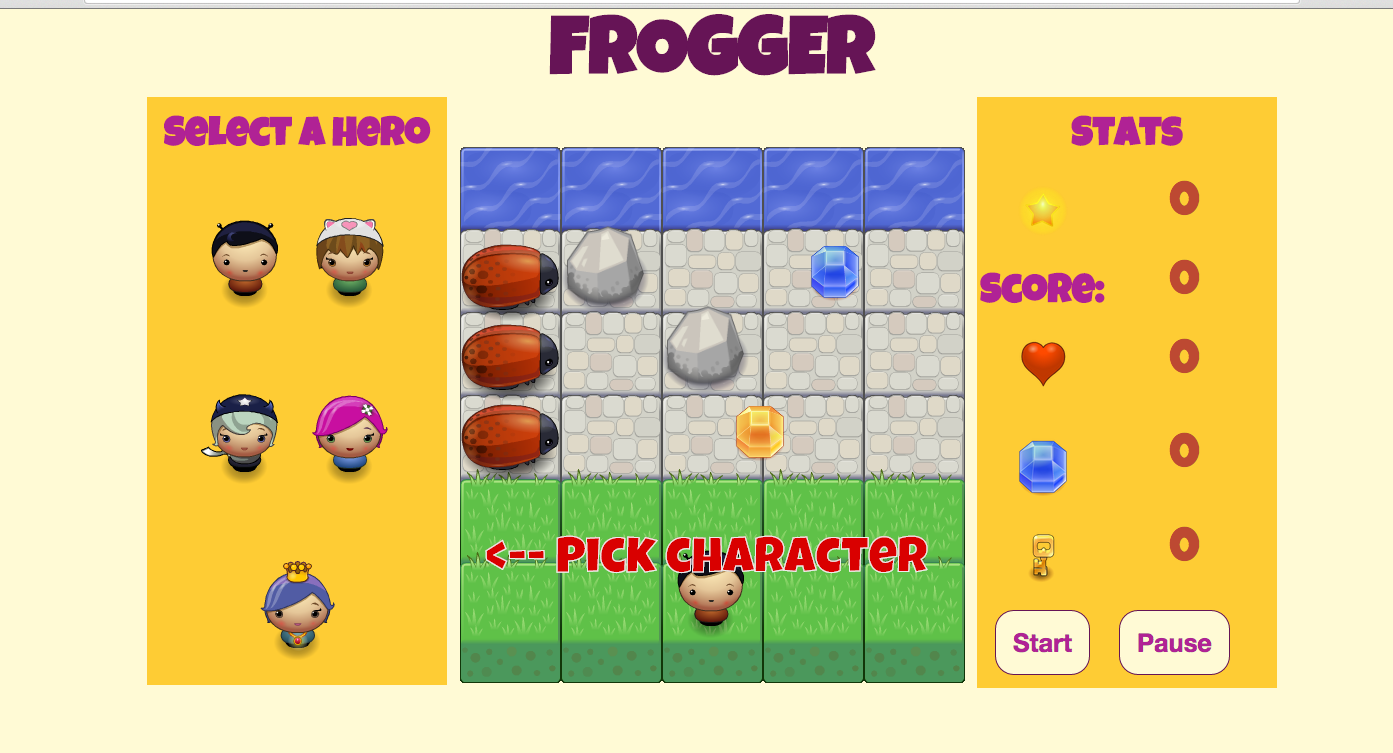 FROGGER
Select a Hero
Stats
0
Score:
0
0
0
0
<-- Pick Character
Start
Pause